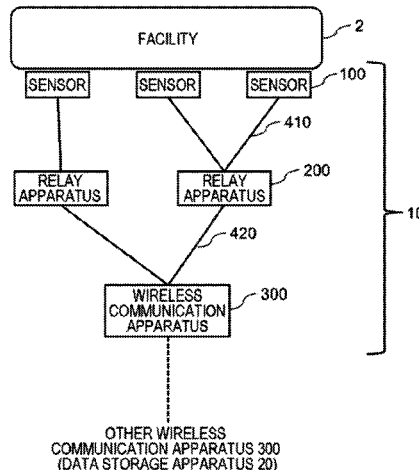 FACILITY
2
SENSOR SENSOR SENSOR 100
410
RELAY APPARATUS RELAY APPARATUS 200
10
420
WIRELESS
COMMUNICATION
APPARATUS
300
OTHER WIRELESS
COMMUNICATION APPARATUS 300
(DATA STORAGE APPARATUS 20)